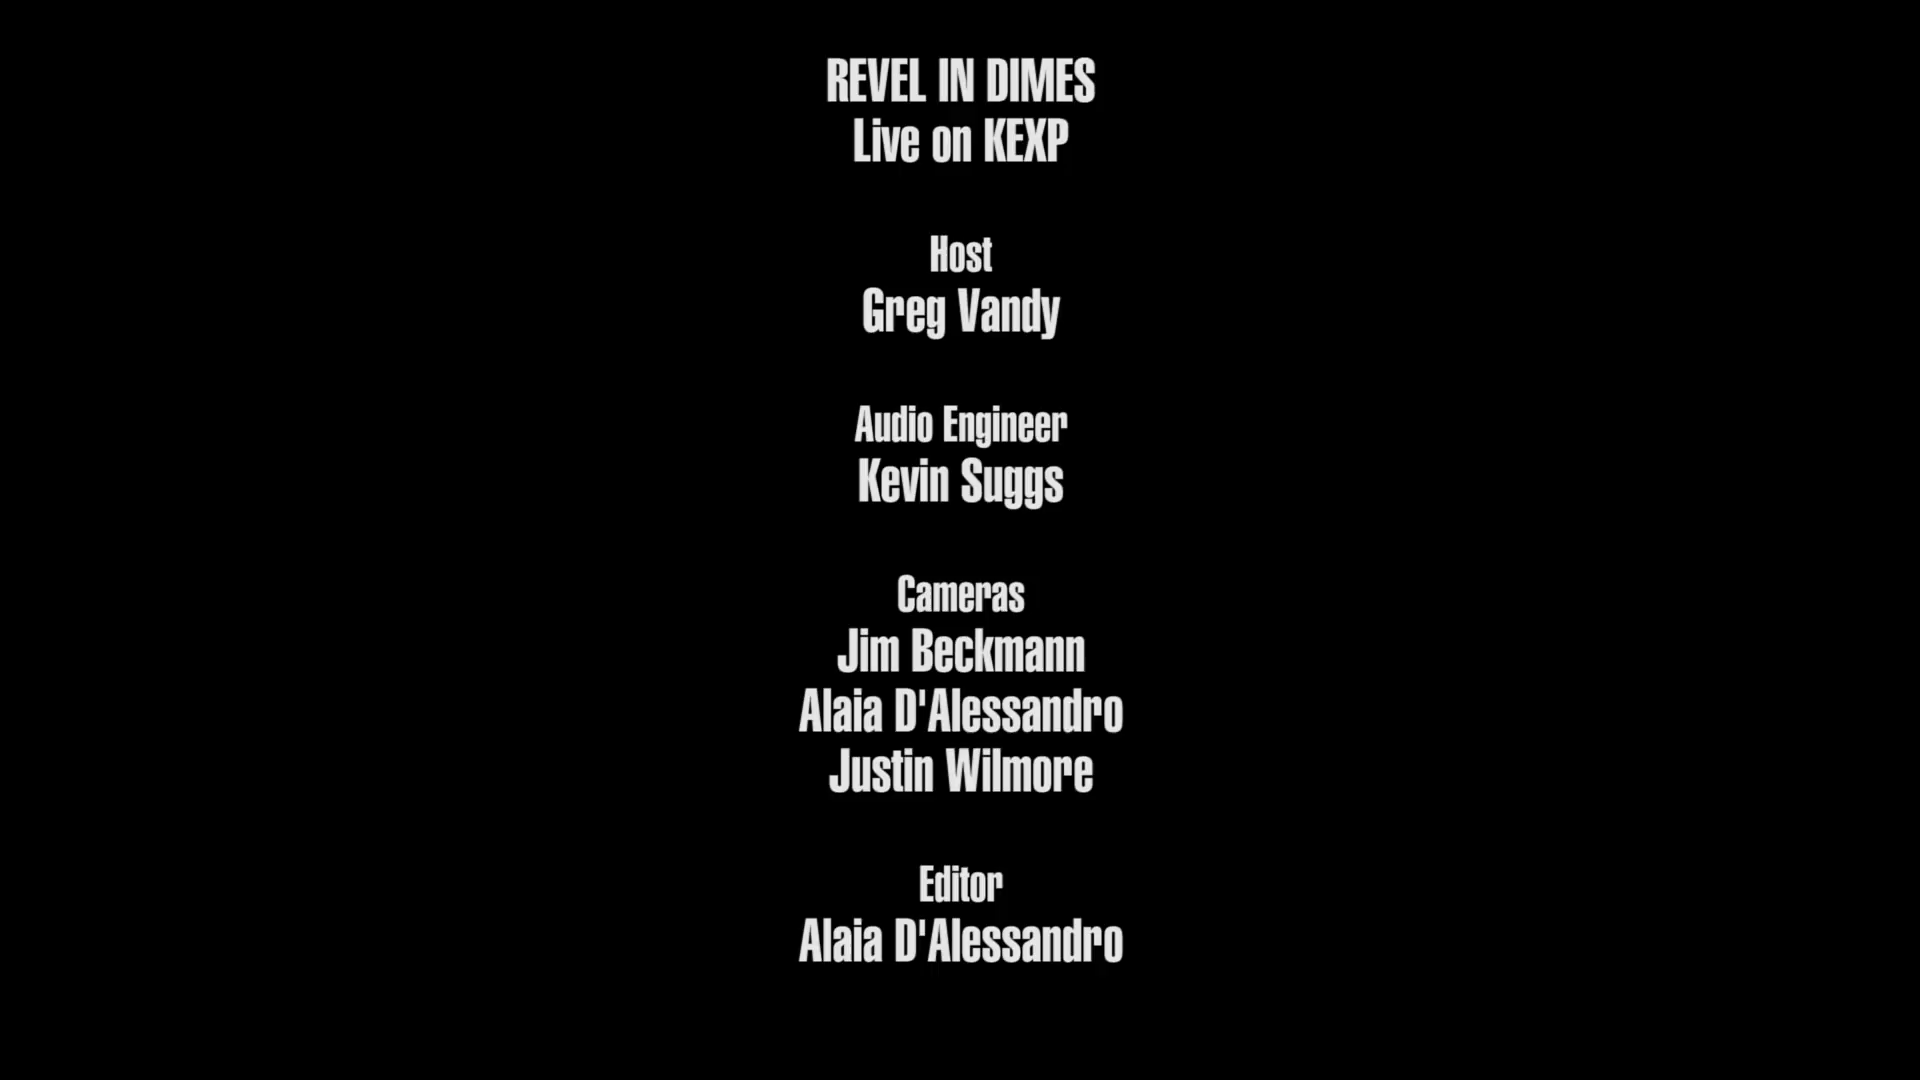 REVEL IN DIMES
Live on KEXP
Host
Greg Vandy
Audio Engineer
Kevin Suggs
Cameras
Jim Beckmann
Alaia D'Alessandro
Justin Wilmore
Editor
Alaia D'Alessandro